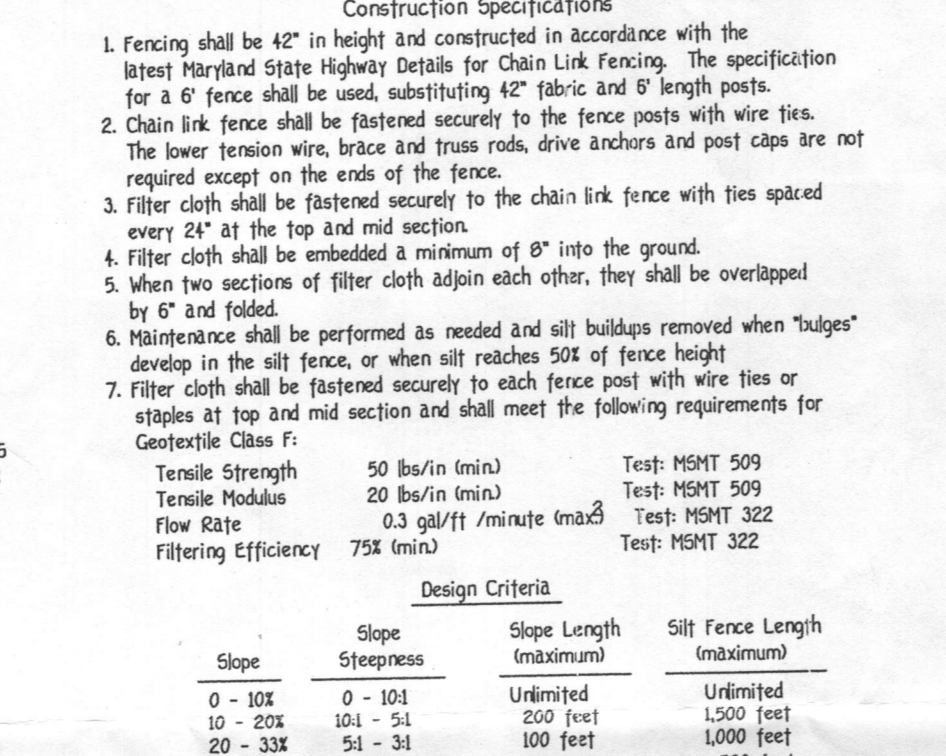 Construction Specifications
1. Fencing shall be 42" in height and constructed in accordance with the
latest Maryland State Highway Details for Chain Link Fencing. The specification
for a 6' fence shall be used, substituting 42" fabric and 6' length posts.
2. Chain link fence shall be fastened securely to the fence posts with wire ties.
The lower tension wire, brace and truss rods, drive anchors and post caps are not
required except on the ends of the fence.
3. Filter cloth shall be fastened securely to the chain link fence with ties spaced
every 24" at the top and mid section.
4. Filter cloth shall be embedded a minimum of 8" into the ground.
5. When two sections of filter cloth adjoin each other, they shall be overlapped
by 6" and folded.
6. Maintenance shall be performed as needed and silt buildups removed when "bulges"
develop in the silt fence, or when silt reaches 50% of fence height
7. Filter cloth shall be fastened securely to each fence post with wire ties or
staples at top and mid section and shall meet the following requirements for
Geotextile Class F:
Tensile Strength 50 lbs/in (min.) Test: MSMT 509
Tensile Modulus 20 lbs/in (min.) Test: MSMT 509
Flow Rate 0.3 gal/ft /minute (max.) 2 Test: MSMT 322
Filtering Efficiency 75% (min.) Test: MSMT 322
Design Criteria
Slope Slope Steepness Slope Length (maximum) Silt Fence Length (maximum)
0 - 10% 0 - 10:1 Unlimited Unlimited
10 - 20% 10:1 - 5:1 200 feet 1,500 feet
20 - 33% 5:1 - 3:1 100 feet 1,000 feet